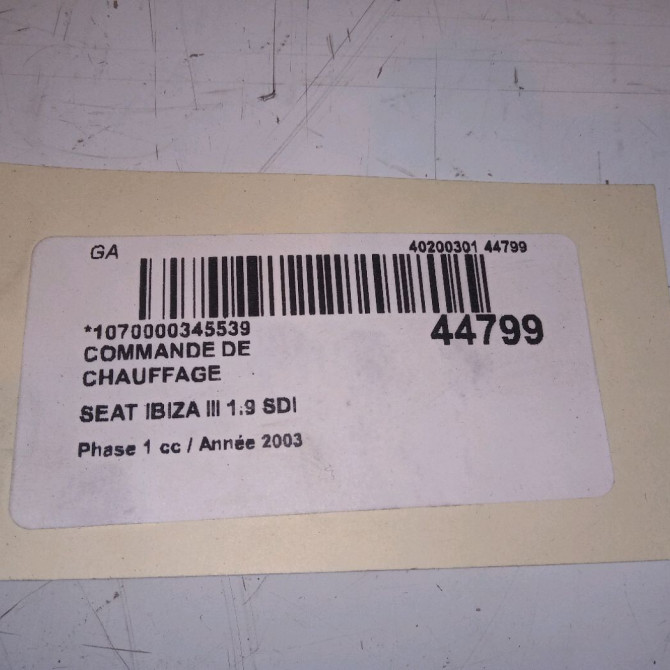 GA
40200301 44799
*1070000345539
44799
COMMANDE DE
CHAUFFAGE
SEAT IBIZA III 1.9 SDI
Phase 1 cc / Année 2003